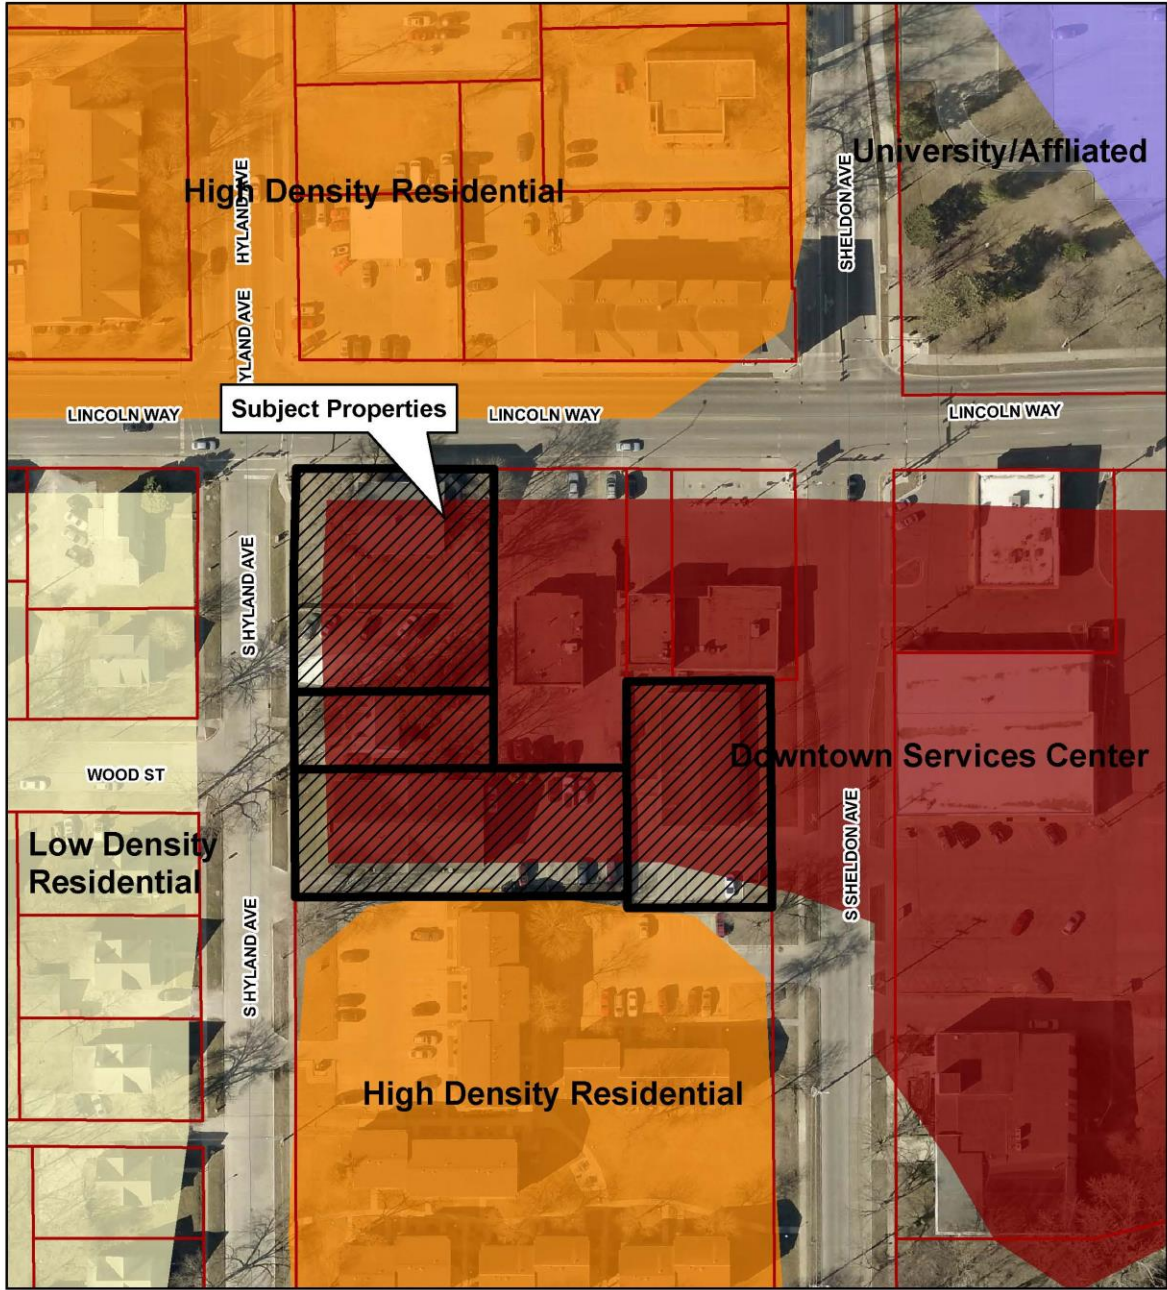 University/Affliated
HYLAND AVE
High Density Residential
SHELDON AVE
YLAND AVE
Subject Properties
LINCOLN WAY
LINCOLN WAY
LINCOLN WAY
S HYLAND AVE
Downtown Services Center
WOOD ST
Low Density
Residential
S SHELDON AVE
S HYLAND AVE
High Density Residential